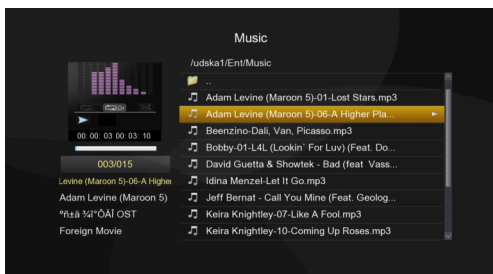 Music
/udska1/Ent/Music
..
Adam Levine (Maroon 5)-01-Lost Stars.mp3
Adam Levine (Maroon 5)-06-A Higher Pla...
Beenzino-Dali, Van, Picasso.mp3
Bobby-01-L4L (Lookin` For Luv) (Feat. Do...
David Guetta & Showtek - Bad (feat  Vass...
Idina Menzel-Let It Go.mp3
Jeff Bernat - Call You Mine (Feat. Geolog...
Keira Knightley-07-Like A Fool.mp3
Keira Knightley-10-Coming Up Roses.mp3
00: 00: 03 00: 03: 10
003/015
Levine (Maroon 5)-06-A Higher
Adam Levine (Maroon 5)
ºñ±ä ¾î°ÔÀÎ OST
Foreign Movie